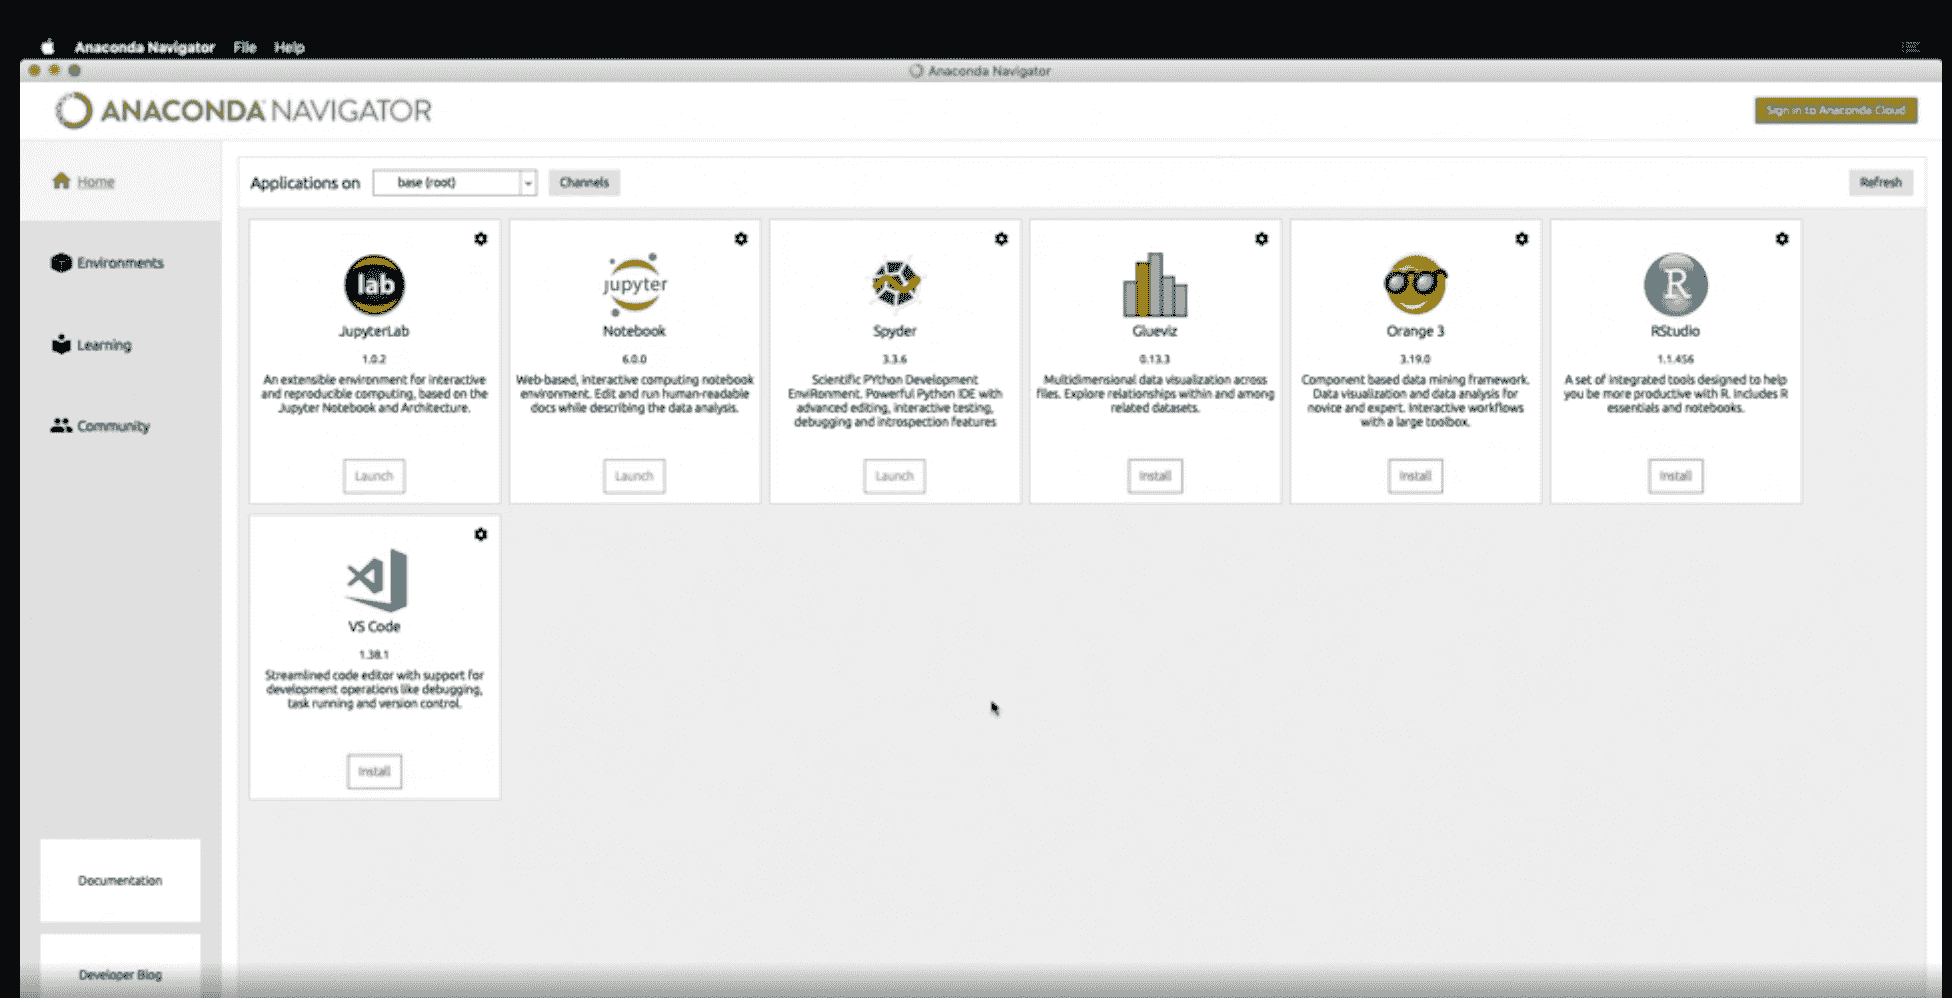 Anaconda Navigator File Help
Anaconda Navigator
ANACONDA NAVIGATOR
Sign in to Anaconda Cloud
Home
Applications on base (root) Channels
Refresh
Environments
Learning
Community
lab
JupyterLab
1.0.2
An extensible environment for interactive
and reproducible computing, based on the
Jupyter Notebook and Architecture.
Launch
jupyter
Notebook
6.0.0
Web-based, interactive computing notebook
environment. Edit and run human-readable
docs while describing the data analysis.
Launch
Spyder
3.3.6
Scientific PYthon Development
EnviRonment. Powerful Python IDE with
advanced editing, interactive testing,
debugging and introspection features
Launch
Glueviz
0.13.3
Multidimensional data visualization across
files. Explore relationships within and among
related datasets.
Install
Orange 3
3.19.0
Component based data mining framework.
Data visualization and data analysis for
novice and expert. Interactive workflows
with a large toolbox.
Install
R
RStudio
1.1.456
A set of integrated tools designed to help
you be more productive with R. Includes R
essentials and notebooks.
Install
VS Code
1.38.1
Streamlined code editor with support for
development operations like debugging,
task running and version control.
Install
Documentation
Developer Blog